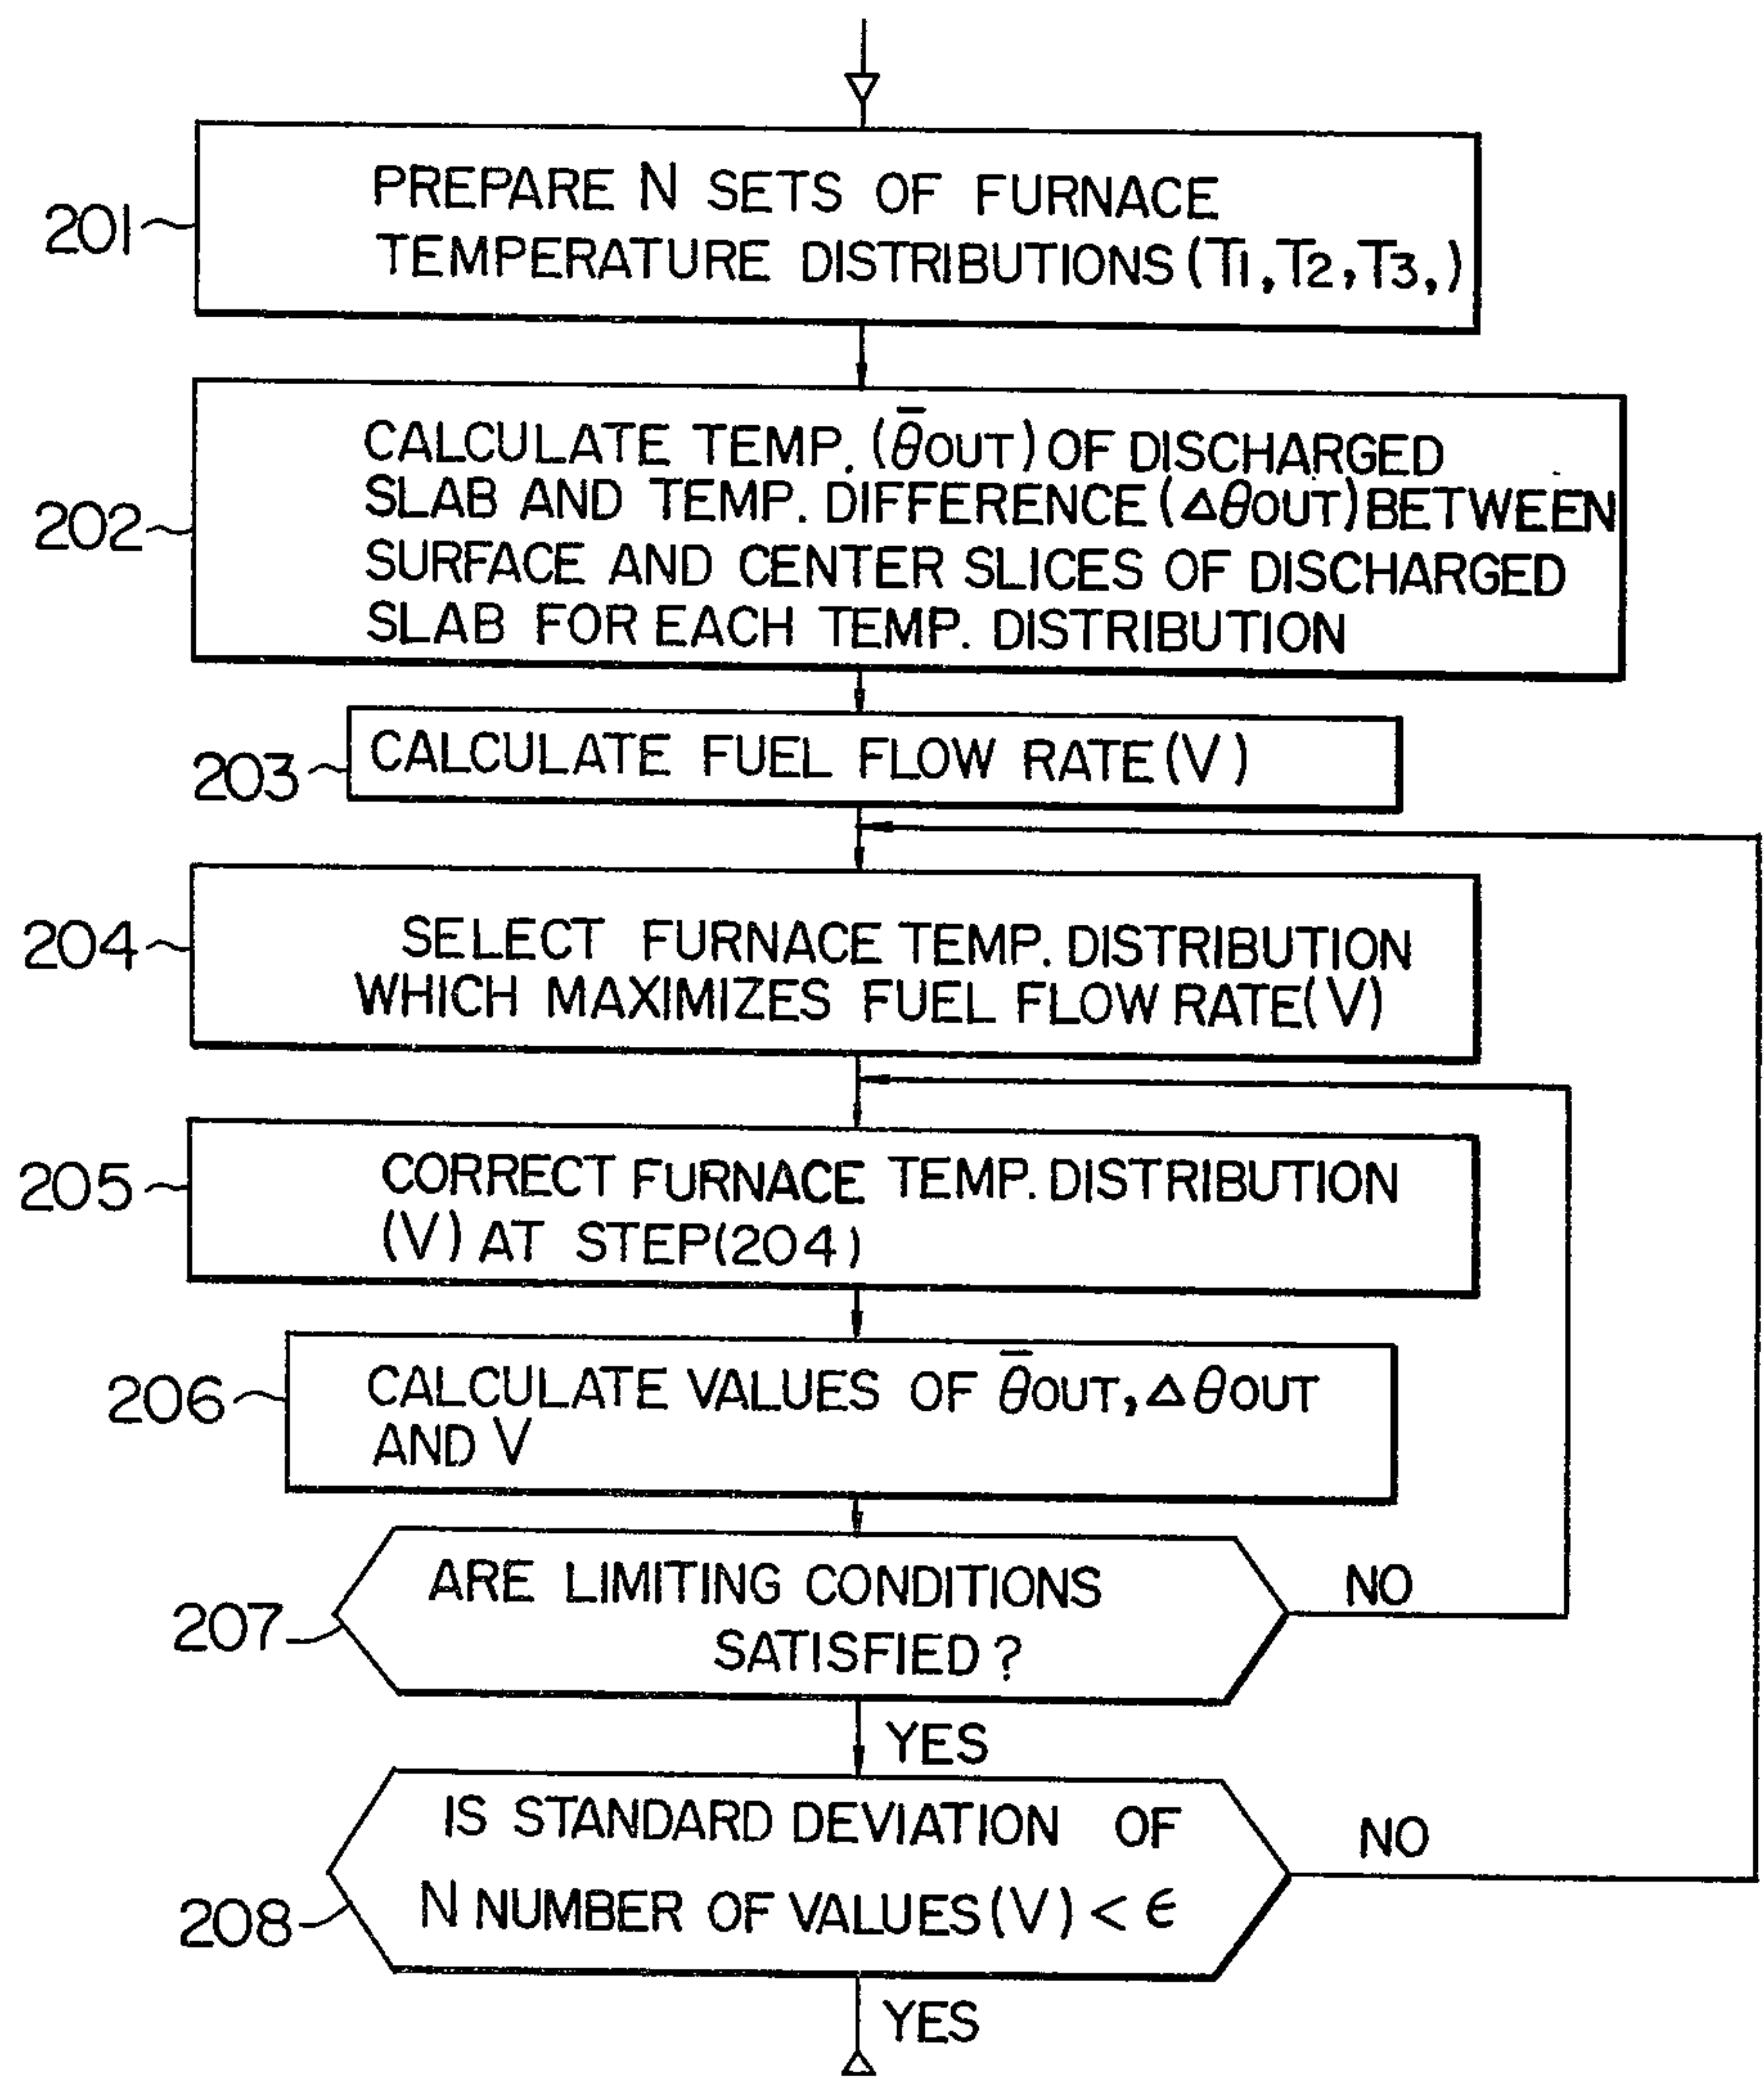 201
PREPARE N SETS OF FURNACE
TEMPERATURE DISTRIBUTIONS (T1, T2, T3,)
202
CALCULATE TEMP. (θ̄OUT) OF DISCHARGED
SLAB AND TEMP. DIFFERENCE (ΔθOUT) BETWEEN
SURFACE AND CENTER SLICES OF DISCHARGED
SLAB FOR EACH TEMP. DISTRIBUTION
203
CALCULATE FUEL FLOW RATE (V)
204
SELECT FURNACE TEMP. DISTRIBUTION
WHICH MAXIMIZES FUEL FLOW RATE (V)
205
CORRECT FURNACE TEMP. DISTRIBUTION
(V) AT STEP (204)
206
CALCULATE VALUES OF θ̄OUT, ΔθOUT
AND V
207
ARE LIMITING CONDITIONS
SATISFIED ?
NO
YES
208
IS STANDARD DEVIATION OF
N NUMBER OF VALUES (V) < ϵ
NO
YES